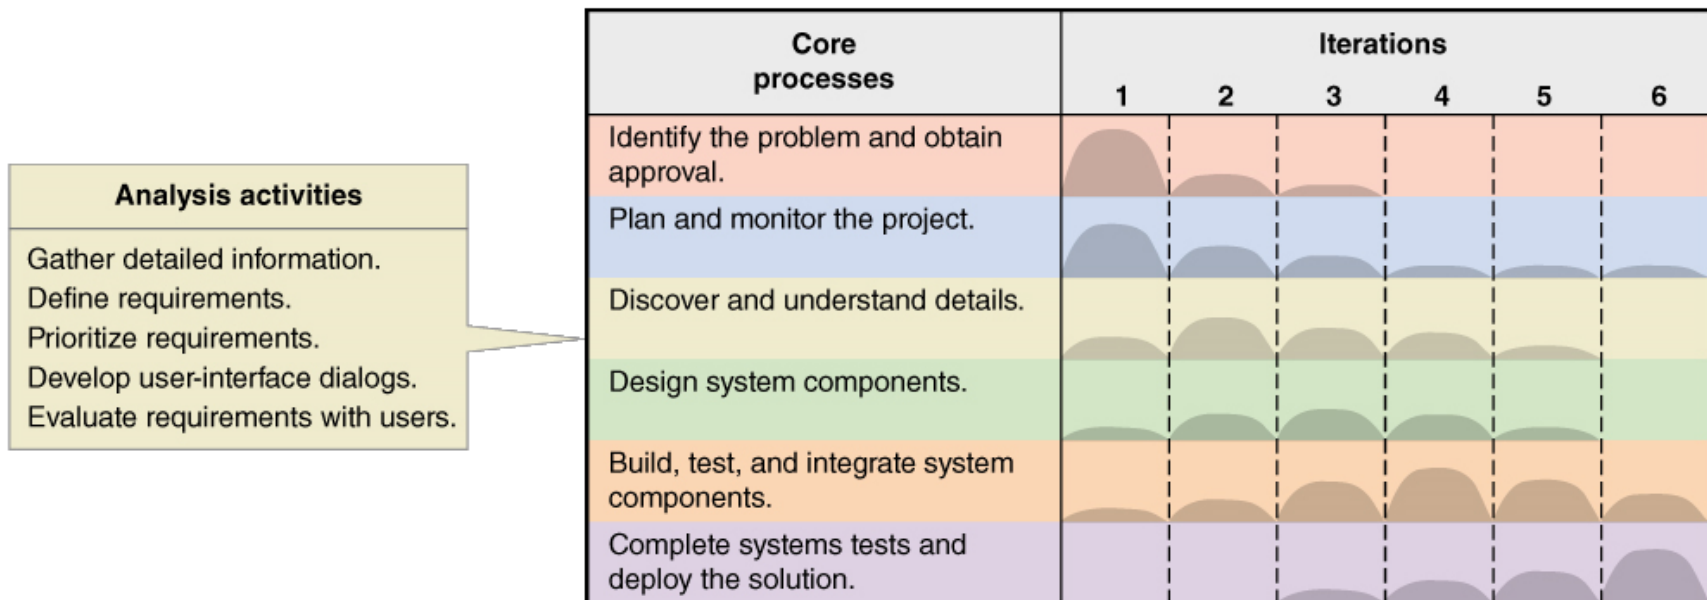 Core
processes
Iterations
1 2 3 4 5 6
Identify the problem and obtain
approval.
Plan and monitor the project.
Discover and understand details.
Design system components.
Build, test, and integrate system
components.
Complete systems tests and
deploy the solution.
Analysis activities
Gather detailed information.
Define requirements.
Prioritize requirements.
Develop user-interface dialogs.
Evaluate requirements with users.